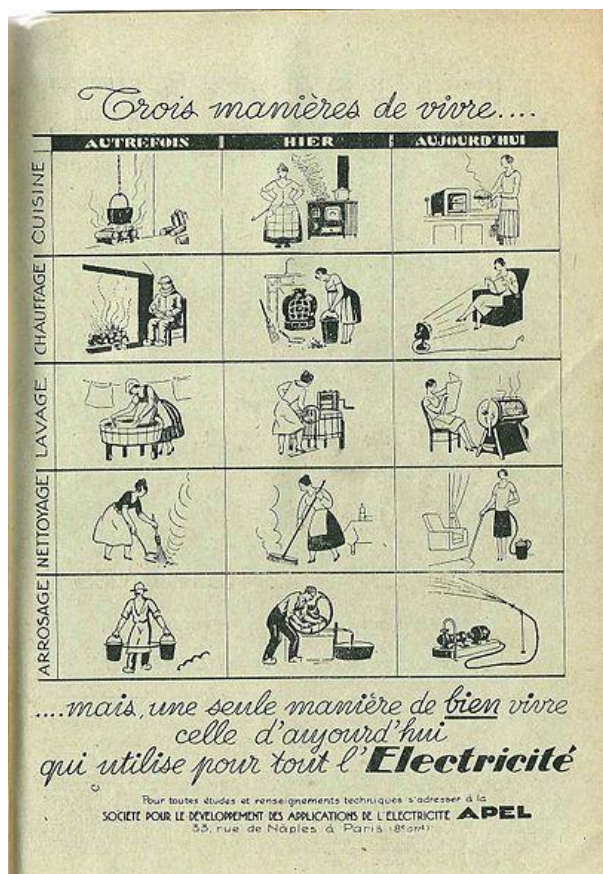 Trois manières de vivre....
AUTREFOIS HIER AUJOURD'HUI
CUISINE
CHAUFFAGE
LAVAGE
NETTOYAGE
ARROSAGE
....mais, une seule manière de bien vivre
celle d'aujourd'hui
qui utilise pour tout l'Electricité
Pour toutes études et renseignements techniques s'adresser à la
SOCIÉTÉ POUR LE DÉVELOPPEMENT DES APPLICATIONS DE L'ELECTRICITÉ APEL
33, rue de Naples à Paris (8e arrt)